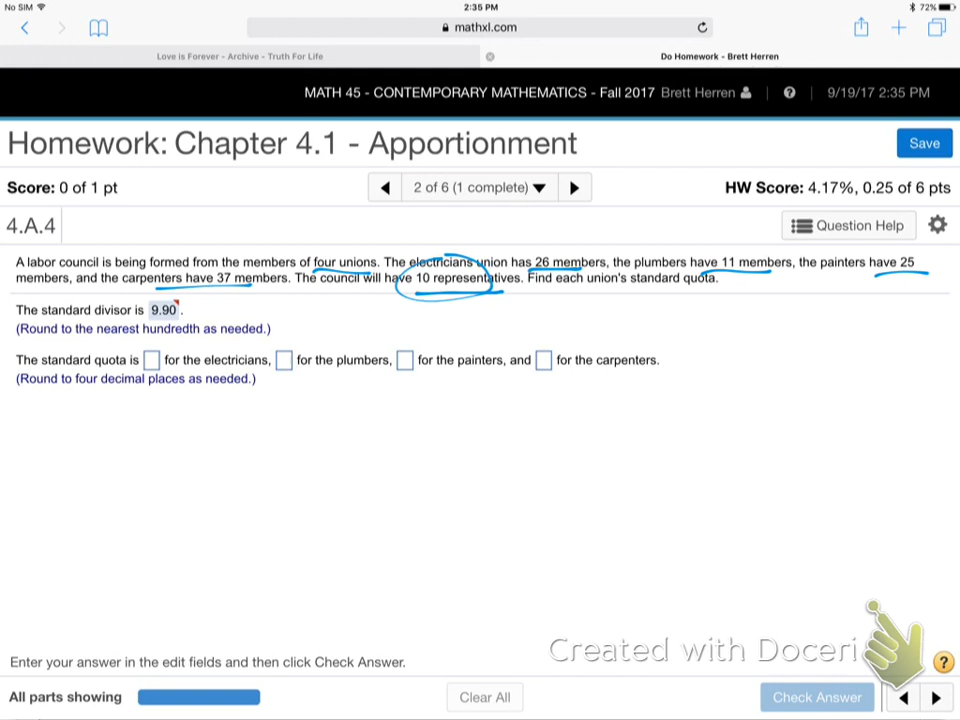 No SIM 2:35 PM 72%
mathxl.com
Love is Forever - Archive - Truth For Life Do Homework - Brett Herren
MATH 45 - CONTEMPORARY MATHEMATICS - Fall 2017 Brett Herren ? 9/19/17 2:35 PM
Homework: Chapter 4.1 - Apportionment Save
Score: 0 of 1 pt 2 of 6 (1 complete) HW Score: 4.17%, 0.25 of 6 pts
4.A.4 Question Help
A labor council is being formed from the members of four unions. The electricians union has 26 members, the plumbers have 11 members, the painters have 25
members, and the carpenters have 37 members. The council will have 10 representatives. Find each union's standard quota.
The standard divisor is 9.90.
(Round to the nearest hundredth as needed.)
The standard quota is for the electricians, for the plumbers, for the painters, and for the carpenters.
(Round to four decimal places as needed.)
Created with Doceri
Enter your answer in the edit fields and then click Check Answer. ?
All parts showing Clear All Check Answer